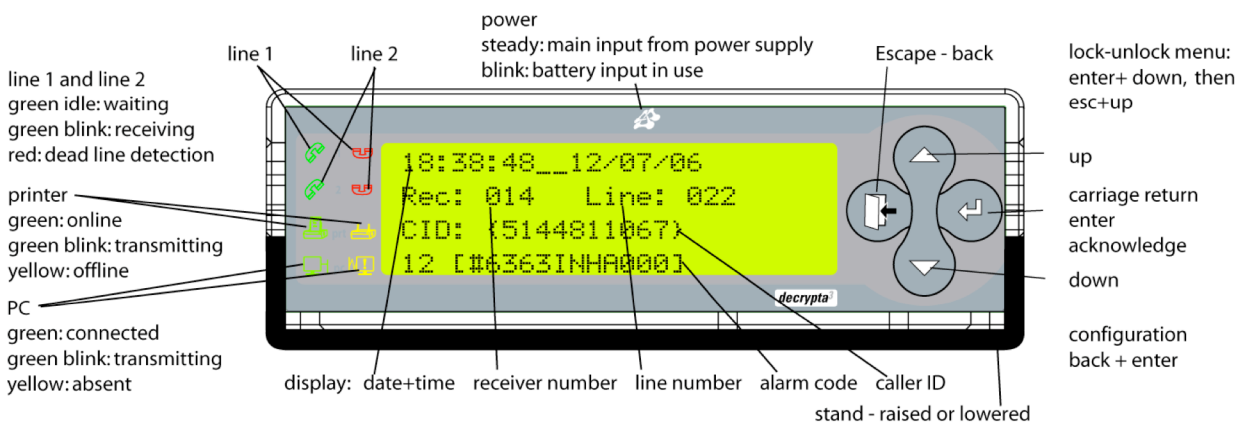 power
steady: main input from power supply
blink: battery input in use
line 1
line 2
Escape - back
lock-unlock menu:
enter+ down, then
esc+up
line 1 and line 2
green idle: waiting
green blink: receiving
red: dead line detection
printer
green: online
green blink: transmitting
yellow: offline
PC
green: connected
green blink: transmitting
yellow: absent
18:38:48__12/07/06
Rec: 014 Line: 022
CID: (5144811067)
12 [#6363INHA000]
decrypta3
up
carriage return
enter
acknowledge
down
configuration
back + enter
display: date+time
receiver number
line number
alarm code
caller ID
stand - raised or lowered